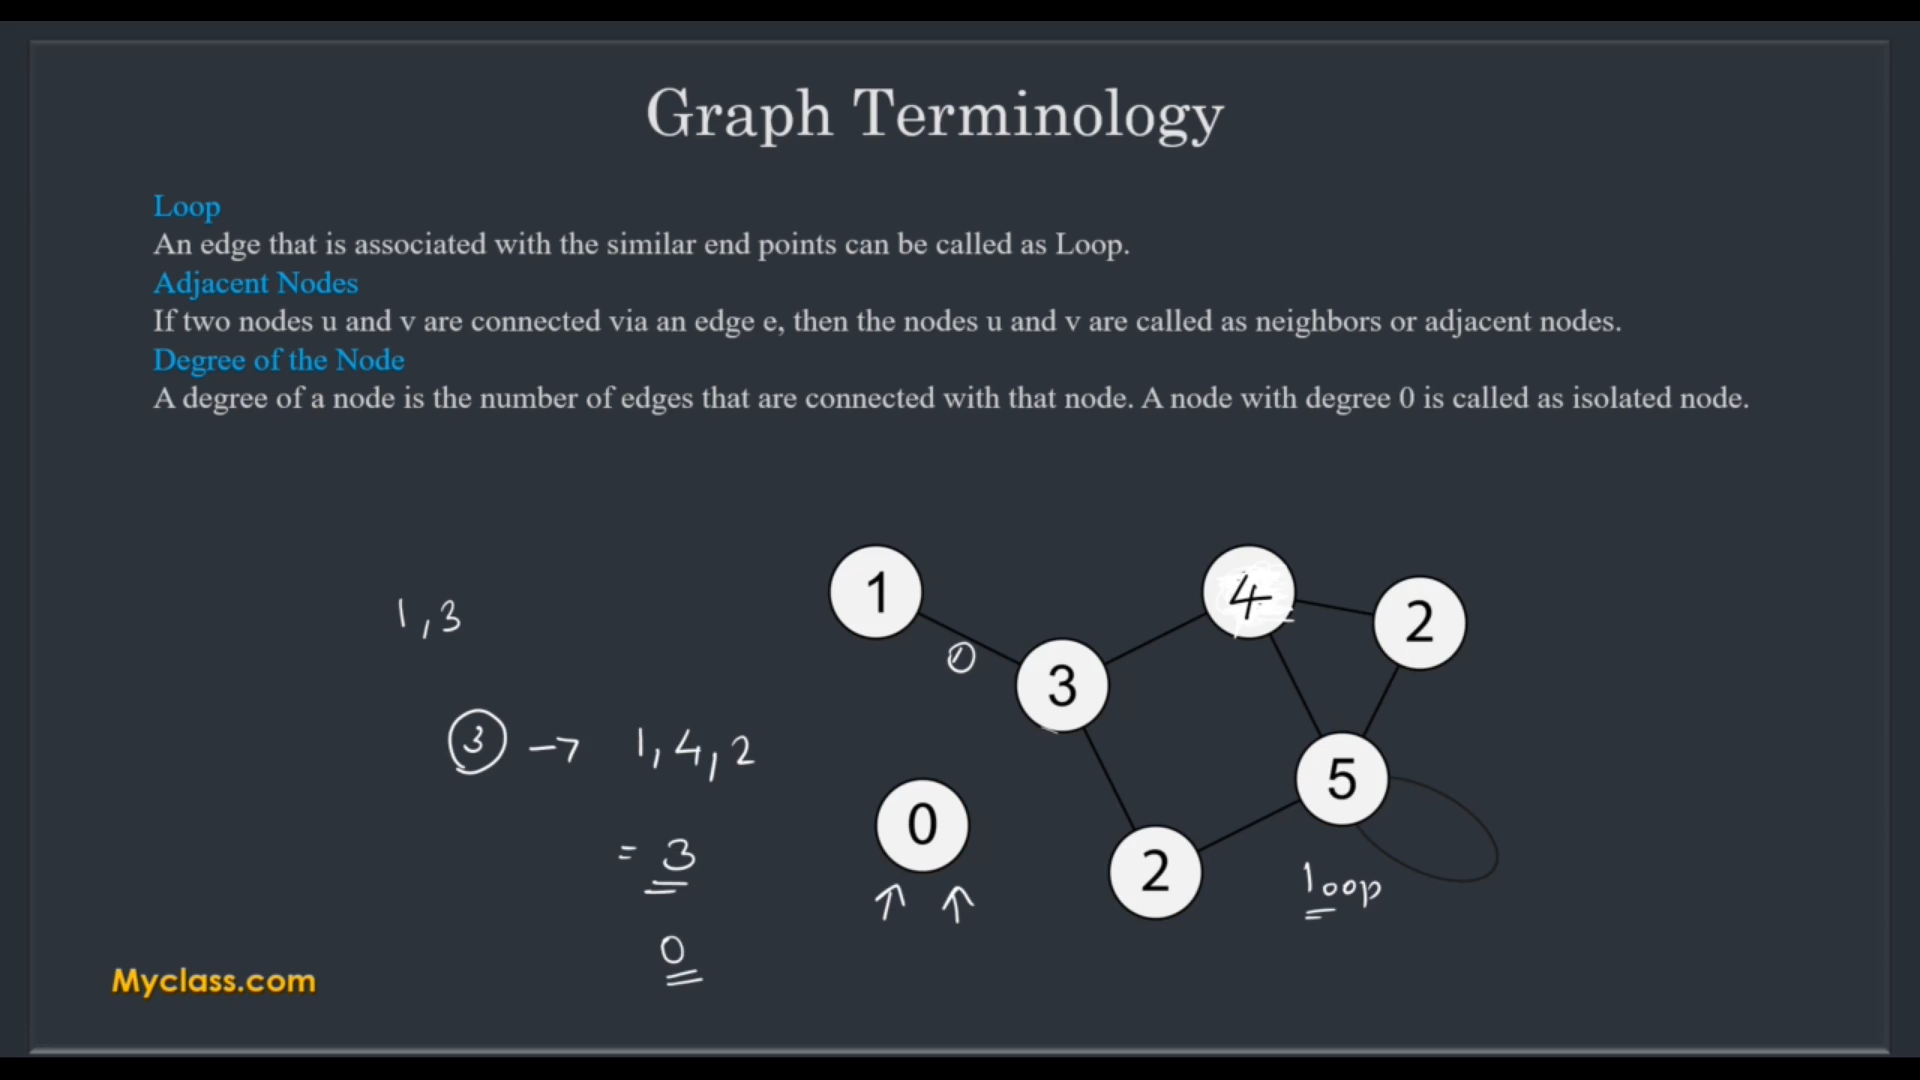 Graph Terminology
Loop
An edge that is associated with the similar end points can be called as Loop.
Adjacent Nodes
If two nodes u and v are connected via an edge e, then the nodes u and v are called as neighbors or adjacent nodes.
Degree of the Node
A degree of a node is the number of edges that are connected with that node. A node with degree 0 is called as isolated node.
1,3
3 → 1,4,2
= 3
0
1
4
2
3
5
0
2
loop
Myclass.com